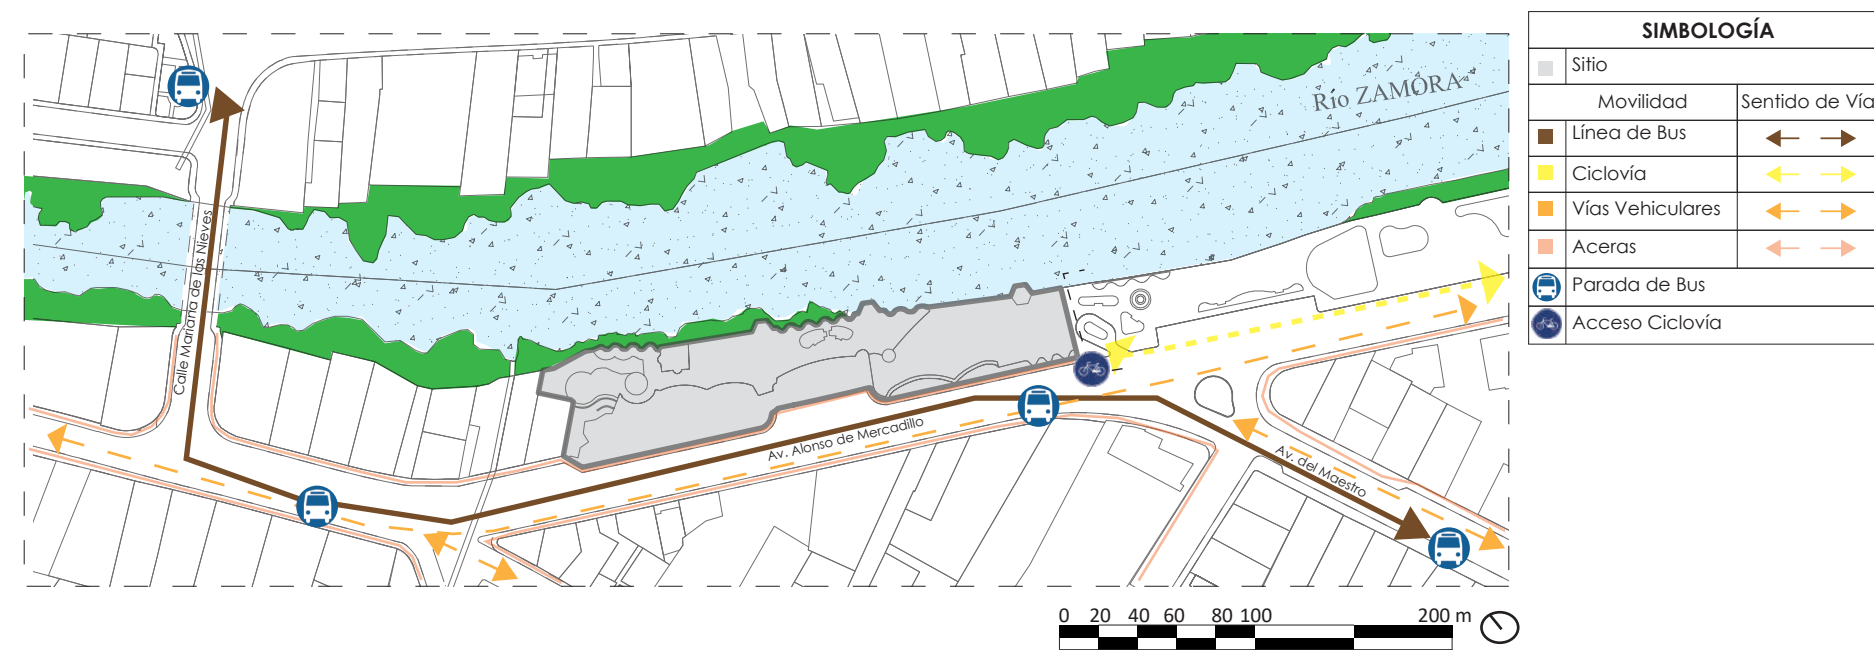 SIMBOLOGÍA
Sitio
Movilidad
Sentido de Vía
Línea de Bus
Ciclovía
Vías Vehiculares
Aceras
Parada de Bus
Acceso Ciclovía
Río ZAMORA
Calle Mariana de las Nieves
Av. Alonso de Mercadillo
Av. del Maestro
0 20 40 60 80 100 200 m